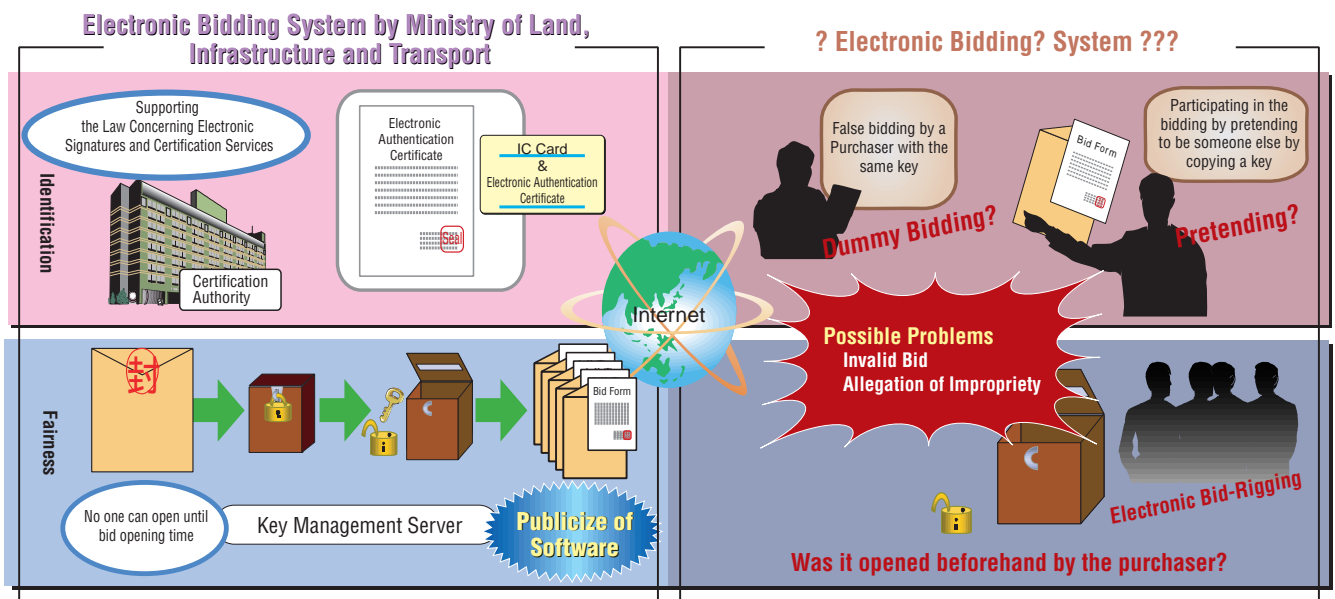 Electronic Bidding System by Ministry of Land,
Infrastructure and Transport
Identification
Supporting
the Law Concerning Electronic
Signatures and Certification Services
Certification
Authority
Electronic
Authentication
Certificate
Seal
IC Card
&
Electronic Authentication
Certificate
Internet
Fairness
封
Bid Form
No one can open until
bid opening time
Key Management Server
Publicize of
Software
? Electronic Bidding? System ???
False bidding by a
Purchaser with the
same key
Dummy Bidding?
Bid Form
Participating in the
bidding by pretending
to be someone else by
copying a key
Pretending?
Possible Problems
Invalid Bid
Allegation of Impropriety
Electronic Bid-Rigging
Was it opened beforehand by the purchaser?